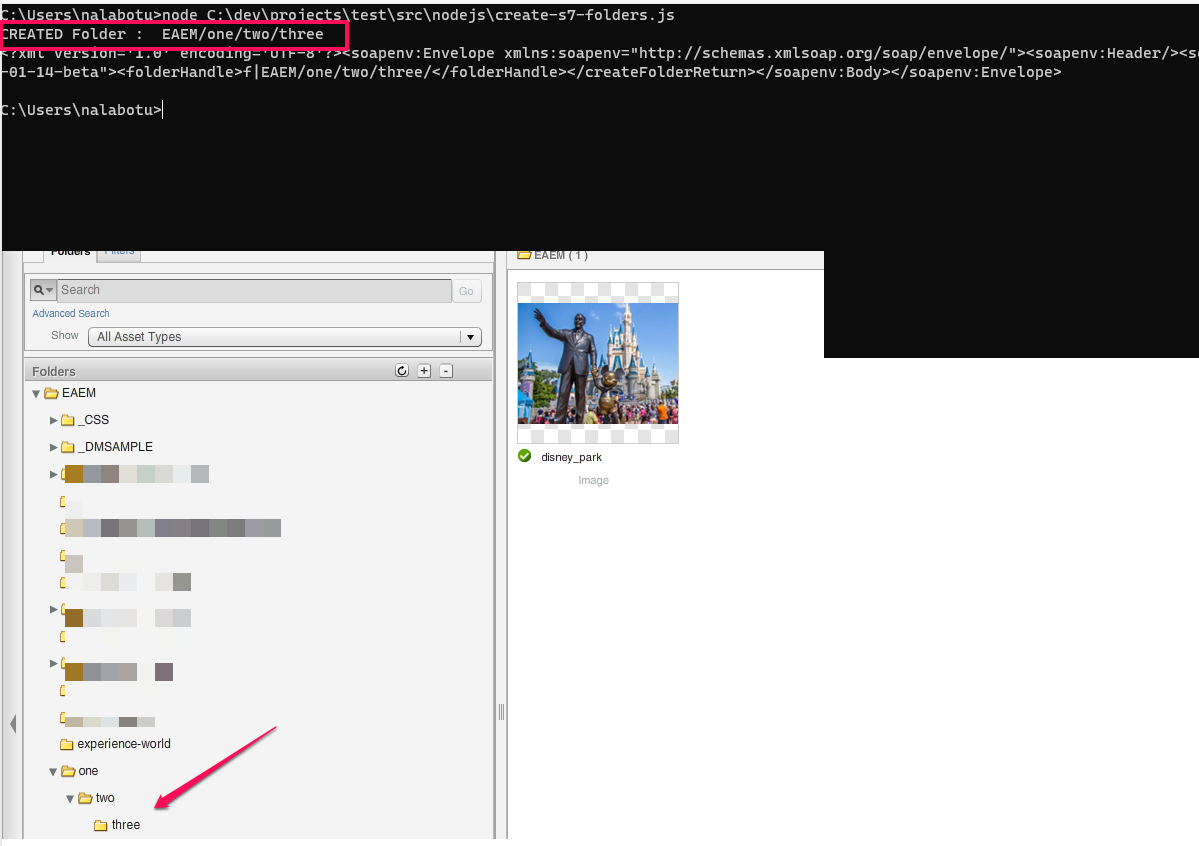 C:\Users\nalabotu>node C:\dev\projects\test\src\nodejs\create-s7-folders.js
CREATED Folder :  EAEM/one/two/three
<?xml version='1.0' encoding='UTF-8'?><soapenv:Envelope xmlns:soapenv="http://schemas.xmlsoap.org/soap/envelope/"><soapenv:Header/><so
-01-14-beta"><folderHandle>f|EAEM/one/two/three/</folderHandle></createFolderReturn></soapenv:Body></soapenv:Envelope>
C:\Users\nalabotu>
Folders Filters
Search Go
Advanced Search
Show All Asset Types
Folders + -
EAEM
_CSS
_DMSAMPLE
experience-world
one
two
three
EAEM ( 1 )
disney_park
Image